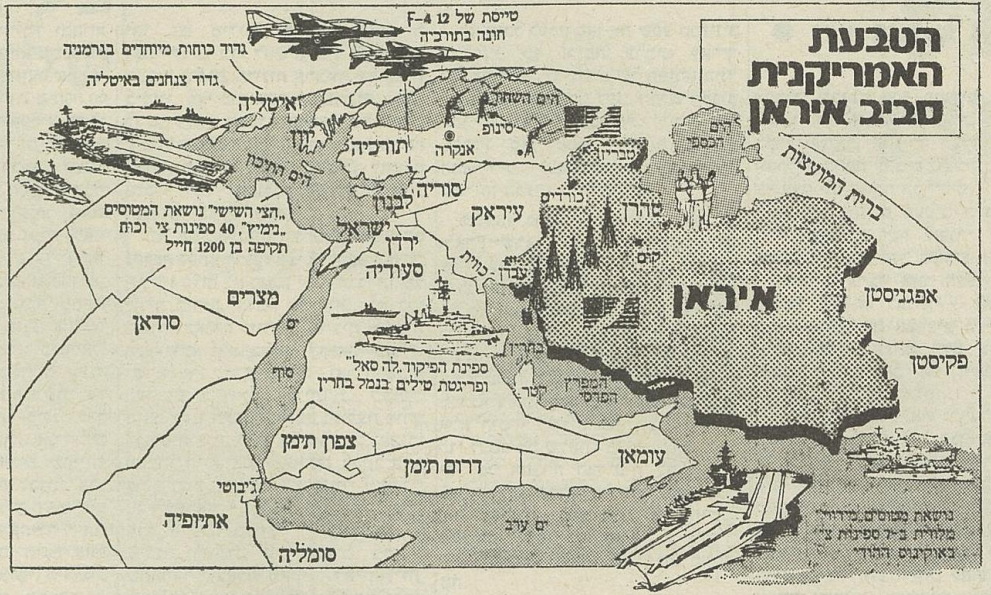 הטבעת
האמריקנית
סביב איראן
טייסת של 12 F-4
חונה בתורכיה
גדוד כוחות מיוחדים בגרמניה
גדוד צנחנים באיטליה
איטליה
יוון
הים התיכון
תורכיה
אנקרה
סינופ
הים השחור
הים
הכספי
ברית המועצות
טבריז
כורדים
טהרן
קום
סוריה
לבנון
ישראל
ירדן
עיראק
כווית
עבדן
איראן
אפגניסטן
פקיסטן
„הצי השישי" נושאת המטוסים
„נימיץ", 40 ספינות צי וכוח
תקיפה בן 1200 חייל
מצרים
סודאן
סעודיה
ים
סוף
ספינת הפיקוד „לה סאל"
ופריגטת טילים בנמל בחרין
בחרין
קטר
המפרץ
הפרסי
צפון תימן
דרום תימן
עומאן
ג'יבוטי
אתיופיה
סומליה
ים ערב
נושאת מטוסים „מידוויי"
מלווית ב-7 ספינות צי
באוקינוס ההודי